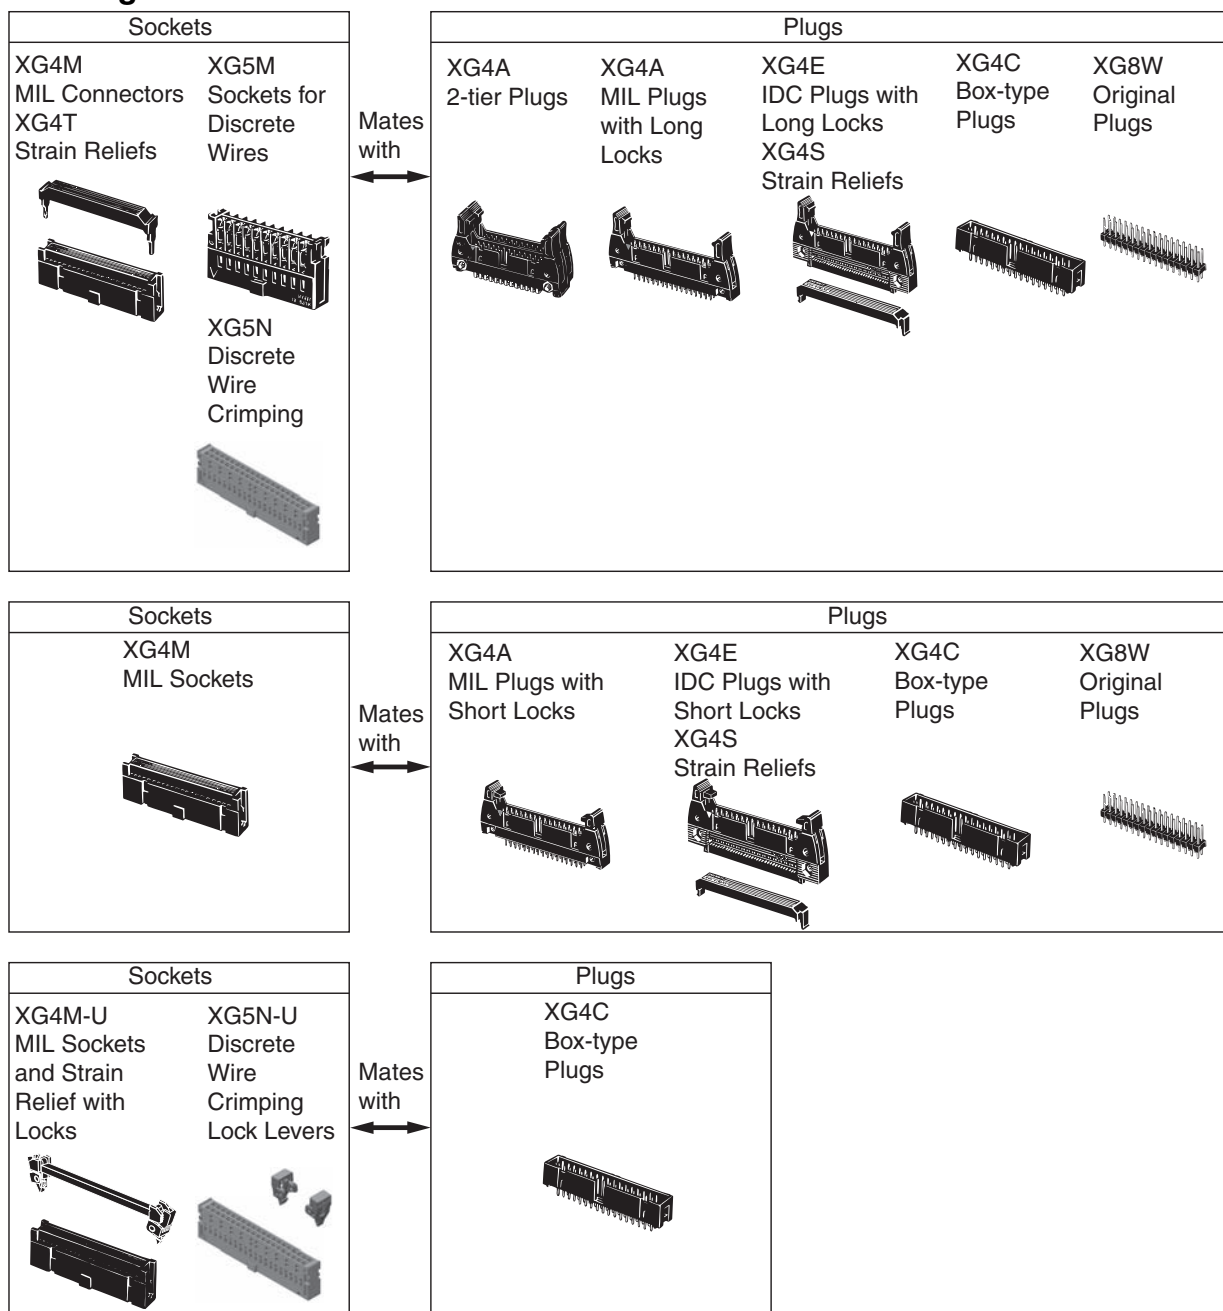 Sockets
XG4M
MIL Connectors
XG4T
Strain Reliefs
XG5M
Sockets for
Discrete
Wires
XG5N
Discrete
Wire
Crimping
Mates
with
Plugs
XG4A
2-tier Plugs
XG4A
MIL Plugs
with Long
Locks
XG4E
IDC Plugs with
Long Locks
XG4S
Strain Reliefs
XG4C
Box-type
Plugs
XG8W
Original
Plugs
Sockets
XG4M
MIL Sockets
Mates
with
Plugs
XG4A
MIL Plugs with
Short Locks
XG4E
IDC Plugs with
Short Locks
XG4S
Strain Reliefs
XG4C
Box-type
Plugs
XG8W
Original
Plugs
Sockets
XG4M-U
MIL Sockets
and Strain
Relief with
Locks
XG5N-U
Discrete
Wire
Crimping
Lock Levers
Mates
with
Plugs
XG4C
Box-type
Plugs